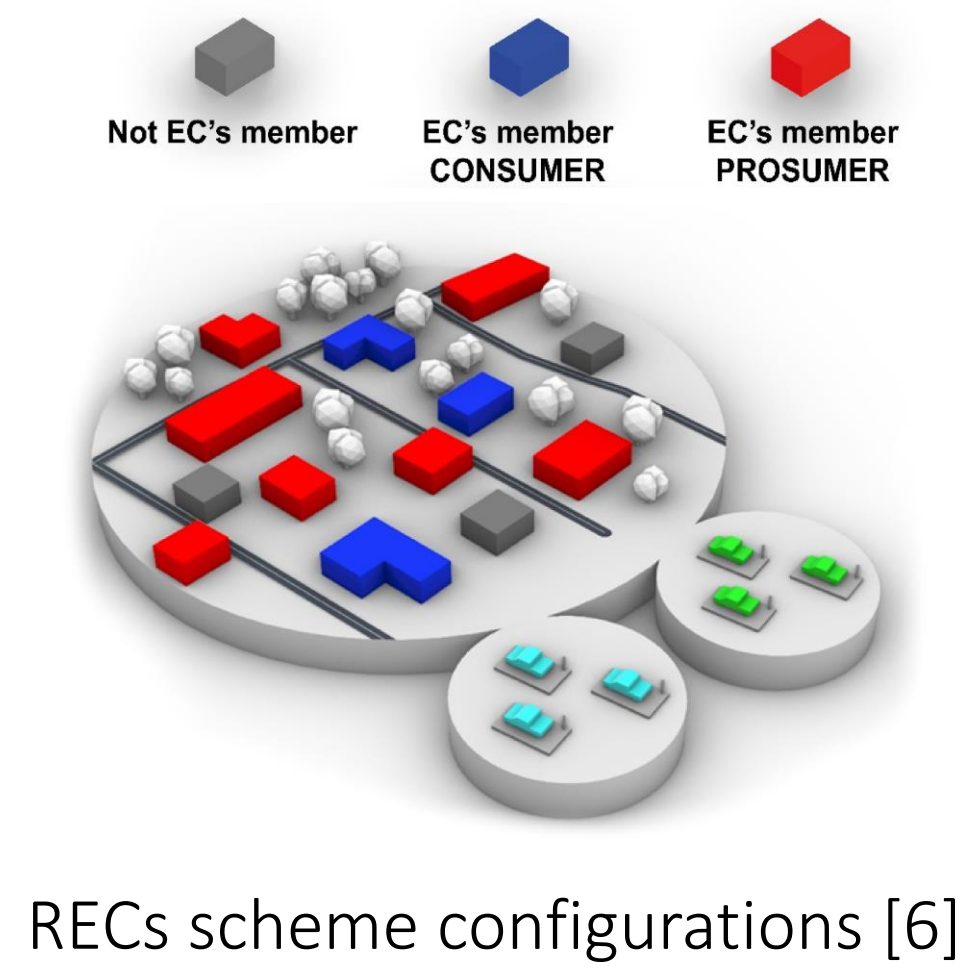 Not EC's member
EC's member
CONSUMER
EC's member
PROSUMER
RECs scheme configurations [6]